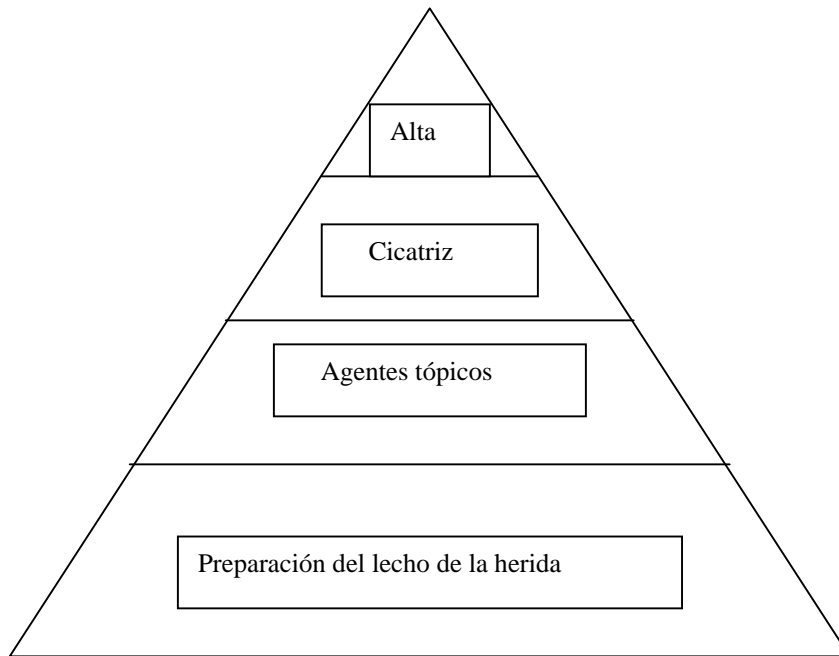 Alta
Cicatriz
Agentes tópicos
Preparación del lecho de la herida